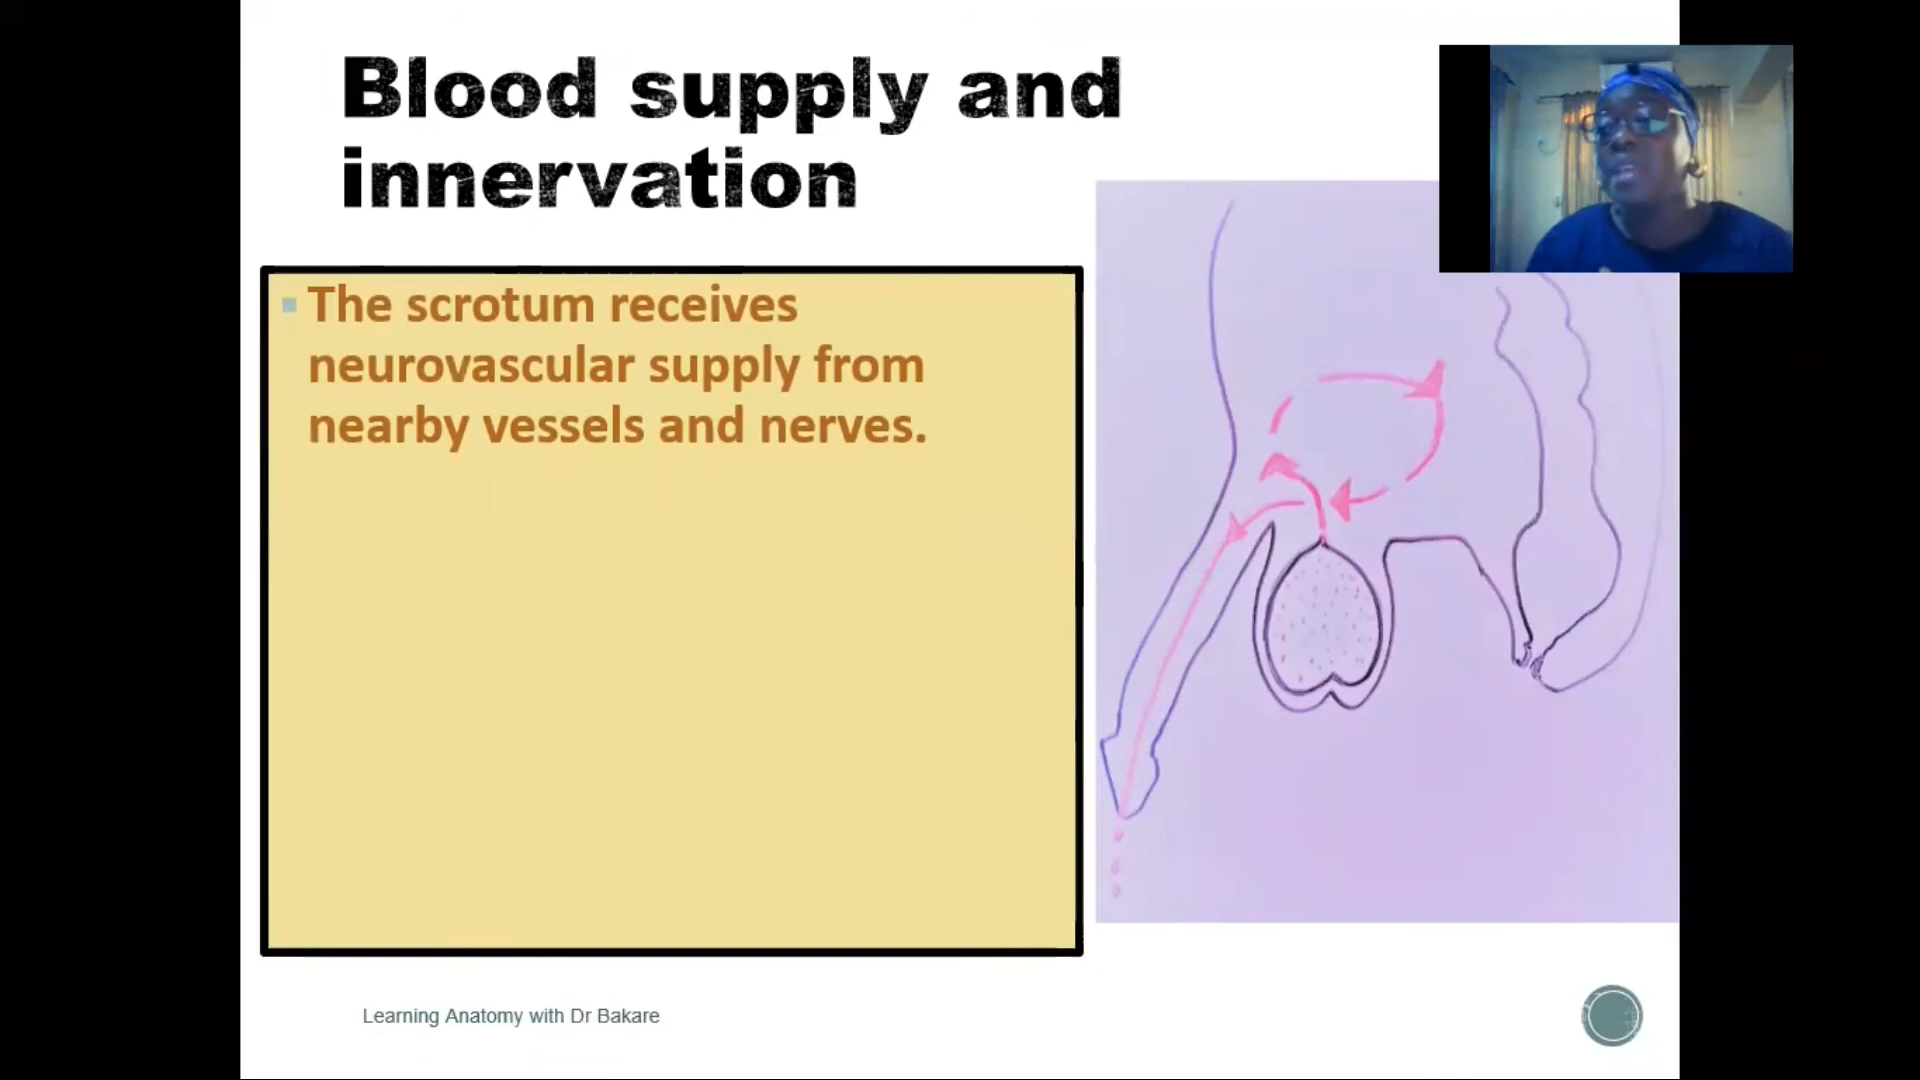 Blood supply and
innervation
The scrotum receives
neurovascular supply from
nearby vessels and nerves.
Learning Anatomy with Dr Bakare